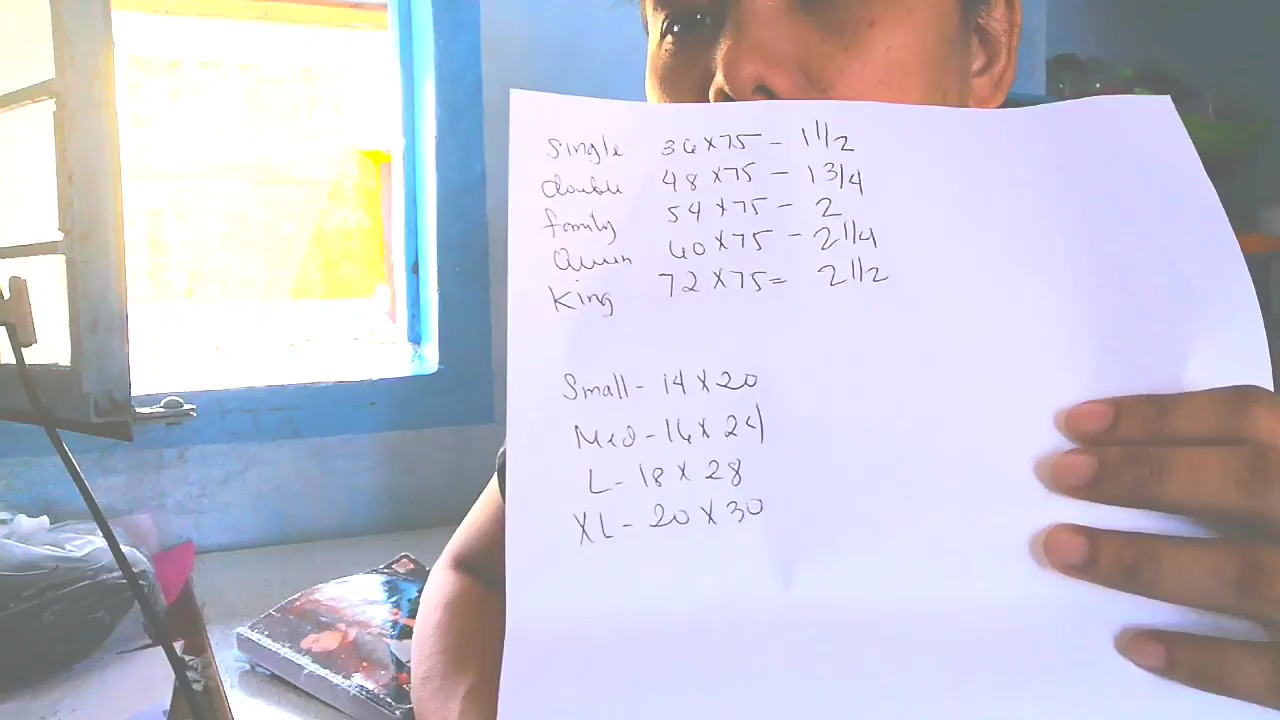 Single 36x75 - 1 1/2
double 48x75 - 1 3/4
family 54x75 - 2
Queen 60x75 - 2 1/4
King 72x75= 2 1/2
Small - 14x20
Med - 16x24
L - 18x28
XL - 20x30